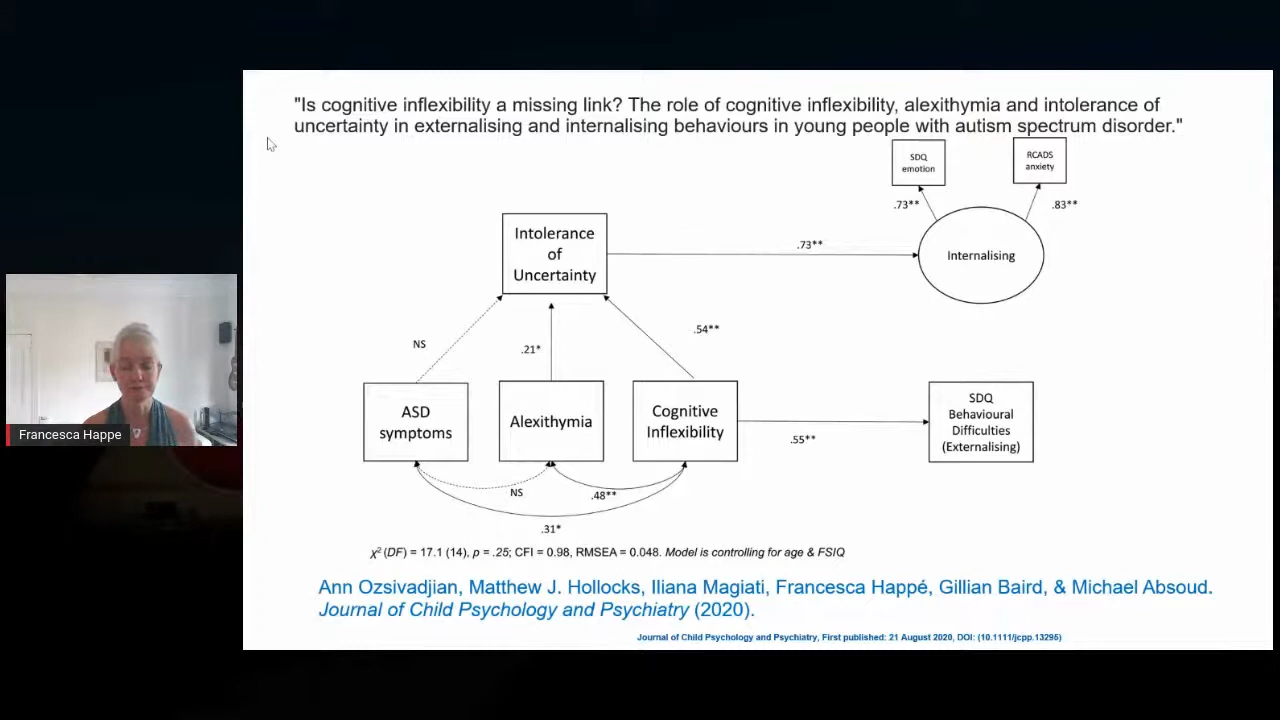 "Is cognitive inflexibility a missing link? The role of cognitive inflexibility, alexithymia and intolerance of
uncertainty in externalising and internalising behaviours in young people with autism spectrum disorder."
SDQ
emotion
RCADS
anxiety
.73**
.83**
Intolerance
of
Uncertainty
.73**
Internalising
NS
.21*
.54**
ASD
symptoms
Alexithymia
Cognitive
Inflexibility
.55**
SDQ
Behavioural
Difficulties
(Externalising)
NS
.48**
.31*
χ² (DF) = 17.1 (14), p = .25; CFI = 0.98, RMSEA = 0.048. Model is controlling for age & FSIQ
Ann Ozsivadjian, Matthew J. Hollocks, Iliana Magiati, Francesca Happé, Gillian Baird, & Michael Absoud.
Journal of Child Psychology and Psychiatry (2020).
Journal of Child Psychology and Psychiatry, First published: 21 August 2020, DOI: (10.1111/jcpp.13295)
Francesca Happe